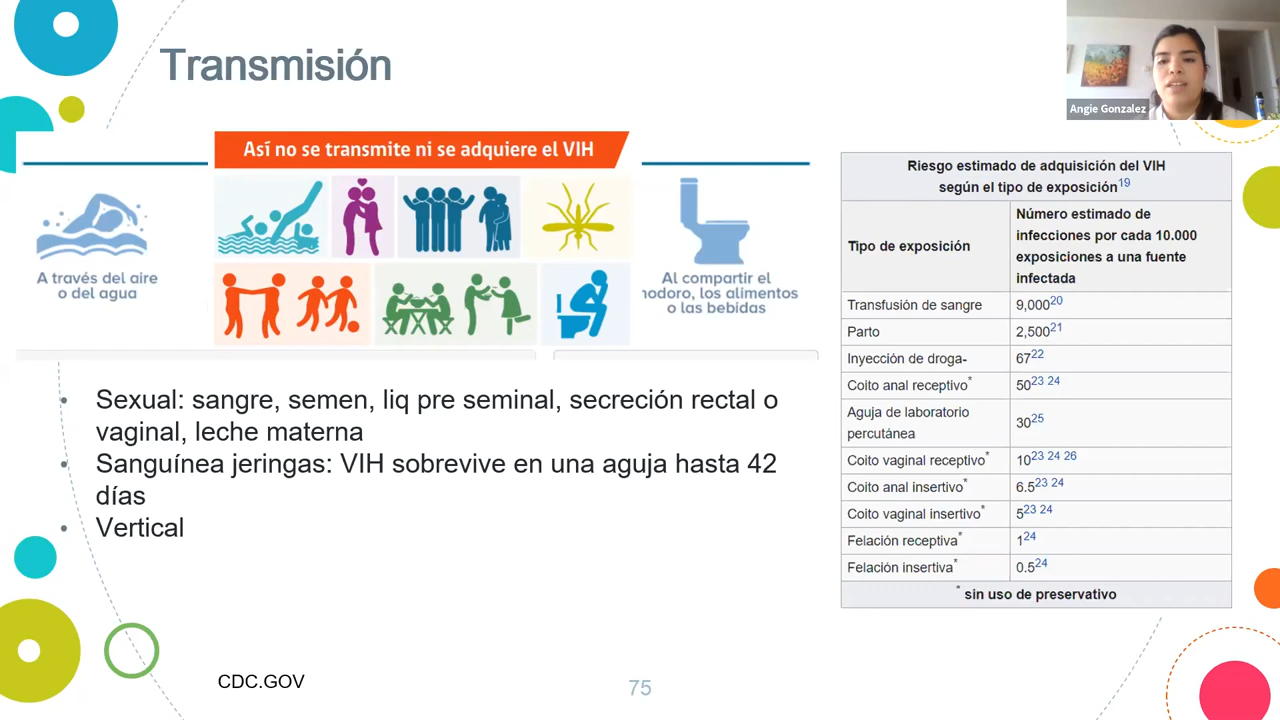 Transmisión
Angie Gonzalez
Así no se transmite ni se adquiere el VIH
A través del aire
o del agua
Al compartir el
nodoro, los alimentos
o las bebidas
• Sexual: sangre, semen, liq pre seminal, secreción rectal o
vaginal, leche materna
• Sanguínea jeringas: VIH sobrevive en una aguja hasta 42
días
• Vertical
Riesgo estimado de adquisición del VIH
según el tipo de exposición19
Tipo de exposición
Número estimado de
infecciones por cada 10.000
exposiciones a una fuente
infectada
Transfusión de sangre 9,00020
Parto 2,50021
Inyección de droga- 6722
Coito anal receptivo* 5023 24
Aguja de laboratorio
percutánea 3025
Coito vaginal receptivo* 1023 24 26
Coito anal insertivo* 6.523 24
Coito vaginal insertivo* 523 24
Felación receptiva* 124
Felación insertiva* 0.524
* sin uso de preservativo
CDC.GOV
75